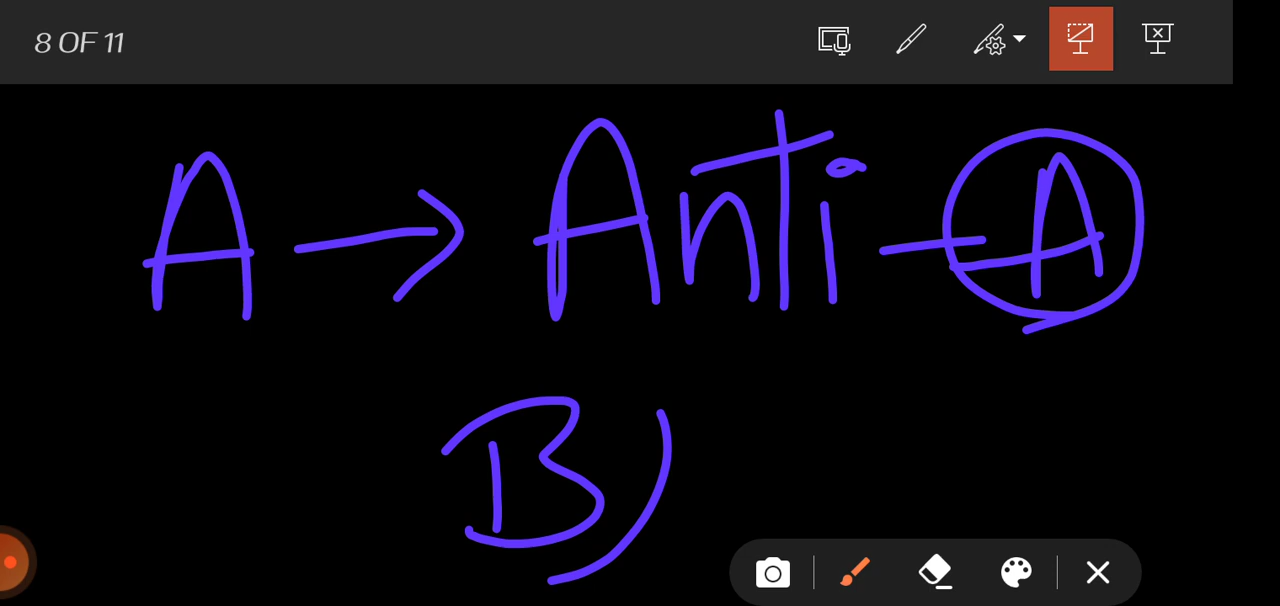 8 OF 11
A → Anti - A
B)